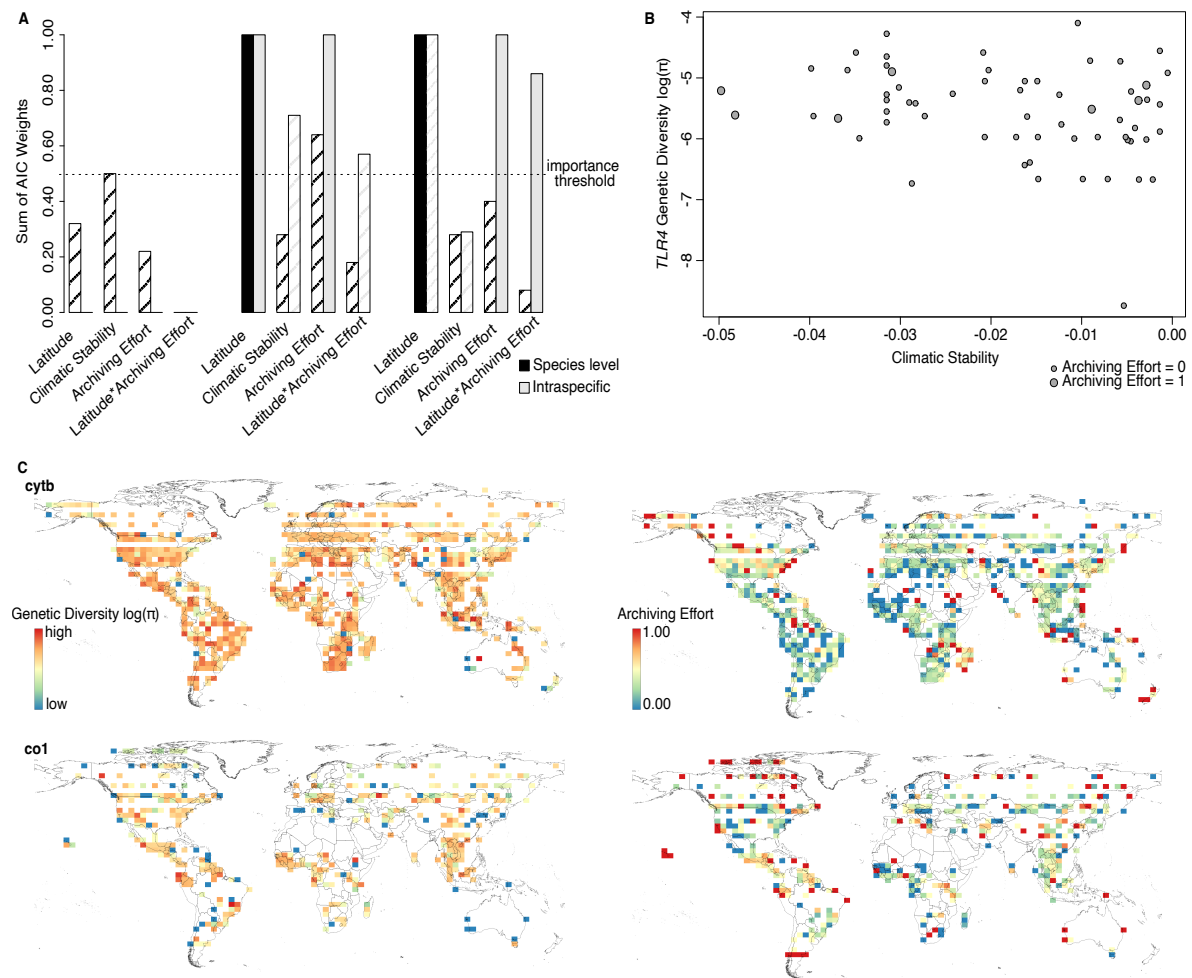 A
Sum of AIC Weights
1.00
0.80
0.60
0.40
0.20
0.00
importance
threshold
Latitude
Climatic Stability
Archiving Effort
Latitude*Archiving Effort
Latitude
Climatic Stability
Archiving Effort
Latitude*Archiving Effort
Latitude
Climatic Stability
Archiving Effort
Latitude*Archiving Effort
Species level
Intraspecific
B
TLR4 Genetic Diversity log(π)
-4
-5
-6
-7
-8
-0.05
-0.04
-0.03
-0.02
-0.01
0.00
Climatic Stability
Archiving Effort = 0
Archiving Effort = 1
C
cytb
Genetic Diversity log(π)
high
low
Archiving Effort
1.00
0.00
co1